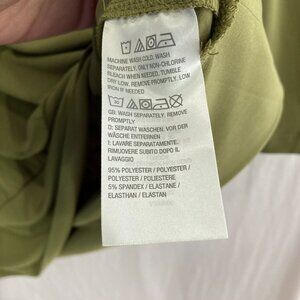 MACHINE WASH COLD. WASH
SEPARATELY. ONLY NON-CHLORINE
BLEACH WHEN NEEDED. TUMBLE
DRY LOW. REMOVE PROMPTLY. LOW
IRON IF NEEDED
30
GB: WASH SEPARATELY. REMOVE
PROMPTLY
D: SEPARAT WASCHEN. VOR DER
WÄSCHE ENTFERNEN
I: LAVARE SEPARATAMENTE.
RIMUOVERE SUBITO DOPO IL
LAVAGGIO
95% POLYESTER / POLYESTER /
POLYESTER / POLIESTERE
5% SPANDEX / ELASTANE /
ELASTHAN / ELASTAN